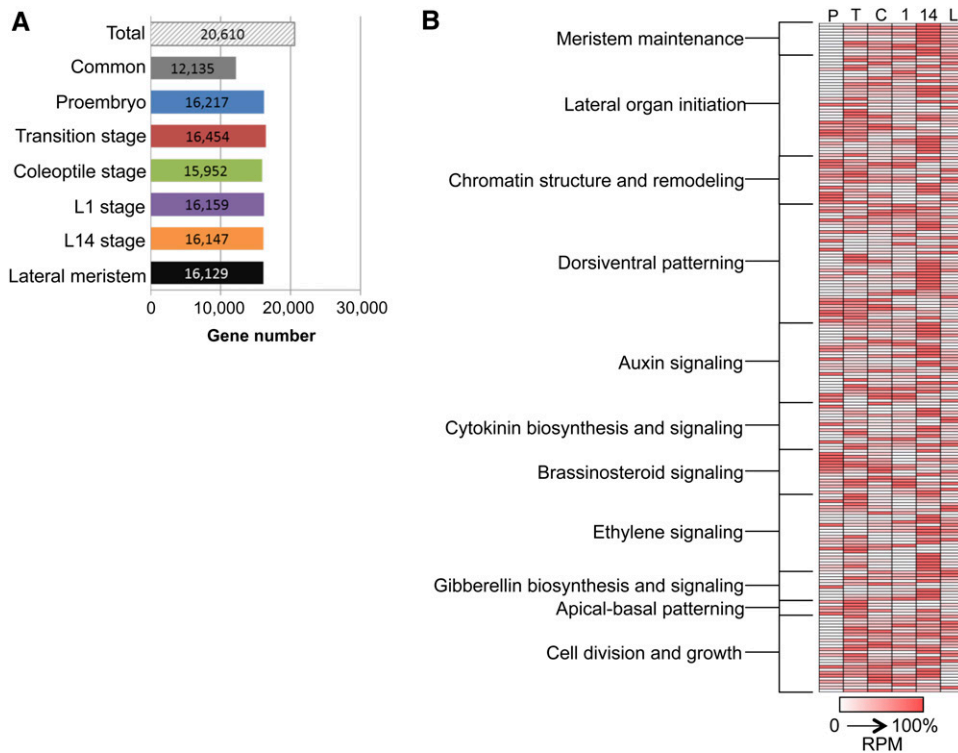 A
Total
20,610
Common
12,135
Proembryo
16,217
Transition stage
16,454
Coleoptile stage
15,952
L1 stage
16,159
L14 stage
16,147
Lateral meristem
16,129
0 10,000 20,000 30,000
Gene number
B
P T C 1 14 L
Meristem maintenance
Lateral organ initiation
Chromatin structure and remodeling
Dorsiventral patterning
Auxin signaling
Cytokinin biosynthesis and signaling
Brassinosteroid signaling
Ethylene signaling
Gibberellin biosynthesis and signaling
Apical-basal patterning
Cell division and growth
0 100%
RPM